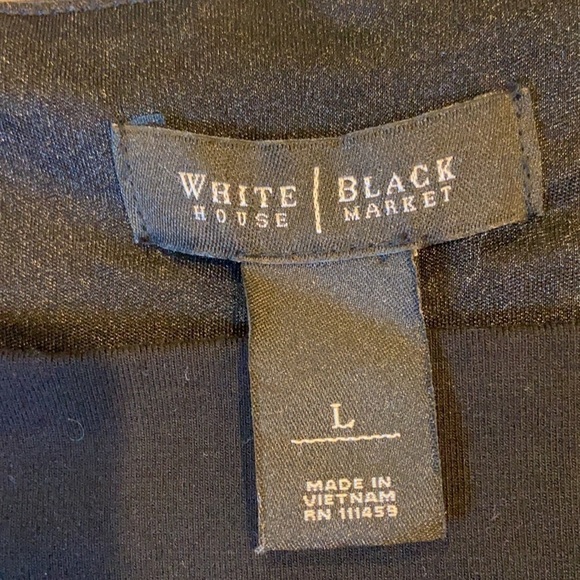 WHITE | BLACK
HOUSE | MARKET
L
MADE IN
VIETNAM
RN 111459